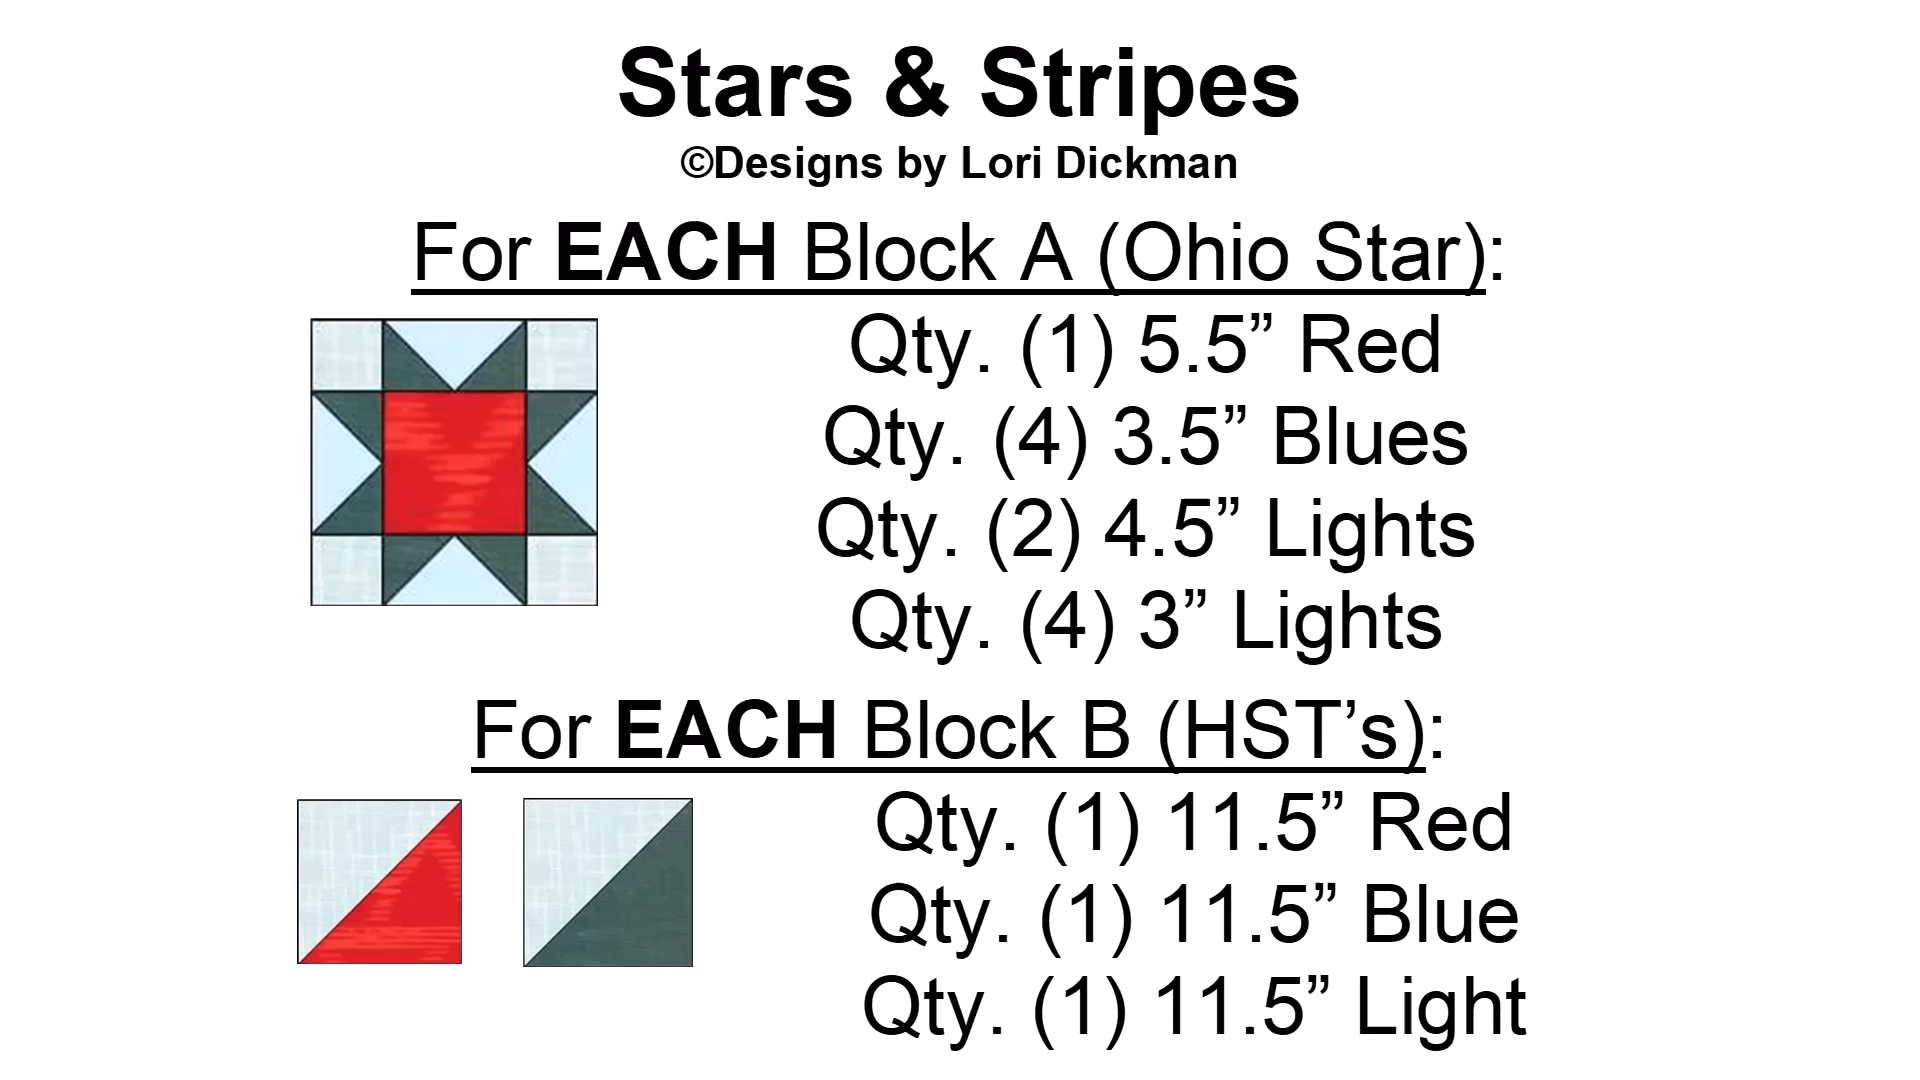 Stars & Stripes
©Designs by Lori Dickman
For EACH Block A (Ohio Star):
Qty. (1) 5.5” Red
Qty. (4) 3.5” Blues
Qty. (2) 4.5” Lights
Qty. (4) 3” Lights
For EACH Block B (HST’s):
Qty. (1) 11.5” Red
Qty. (1) 11.5” Blue
Qty. (1) 11.5” Light